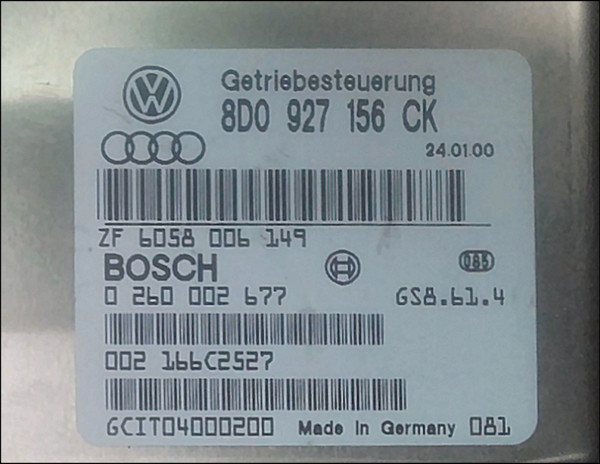 Getriebesteuerung
8D0 927 156 CK
24.01.00
ZF 6058 006 149
BOSCH
085
0 260 002 677 GS8.61.4
002 166C2527
GCIT04000200 Made in Germany 081